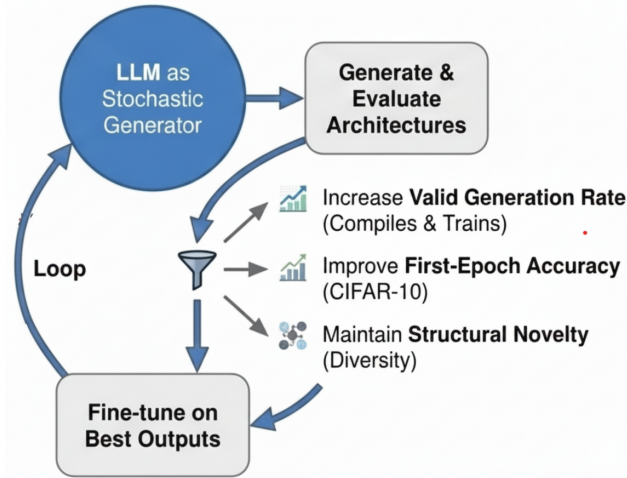 LLM as
Stochastic
Generator
Generate &
Evaluate
Architectures
Increase Valid Generation Rate
(Compiles & Trains)
Improve First-Epoch Accuracy
(CIFAR-10)
Maintain Structural Novelty
(Diversity)
Loop
Fine-tune on
Best Outputs